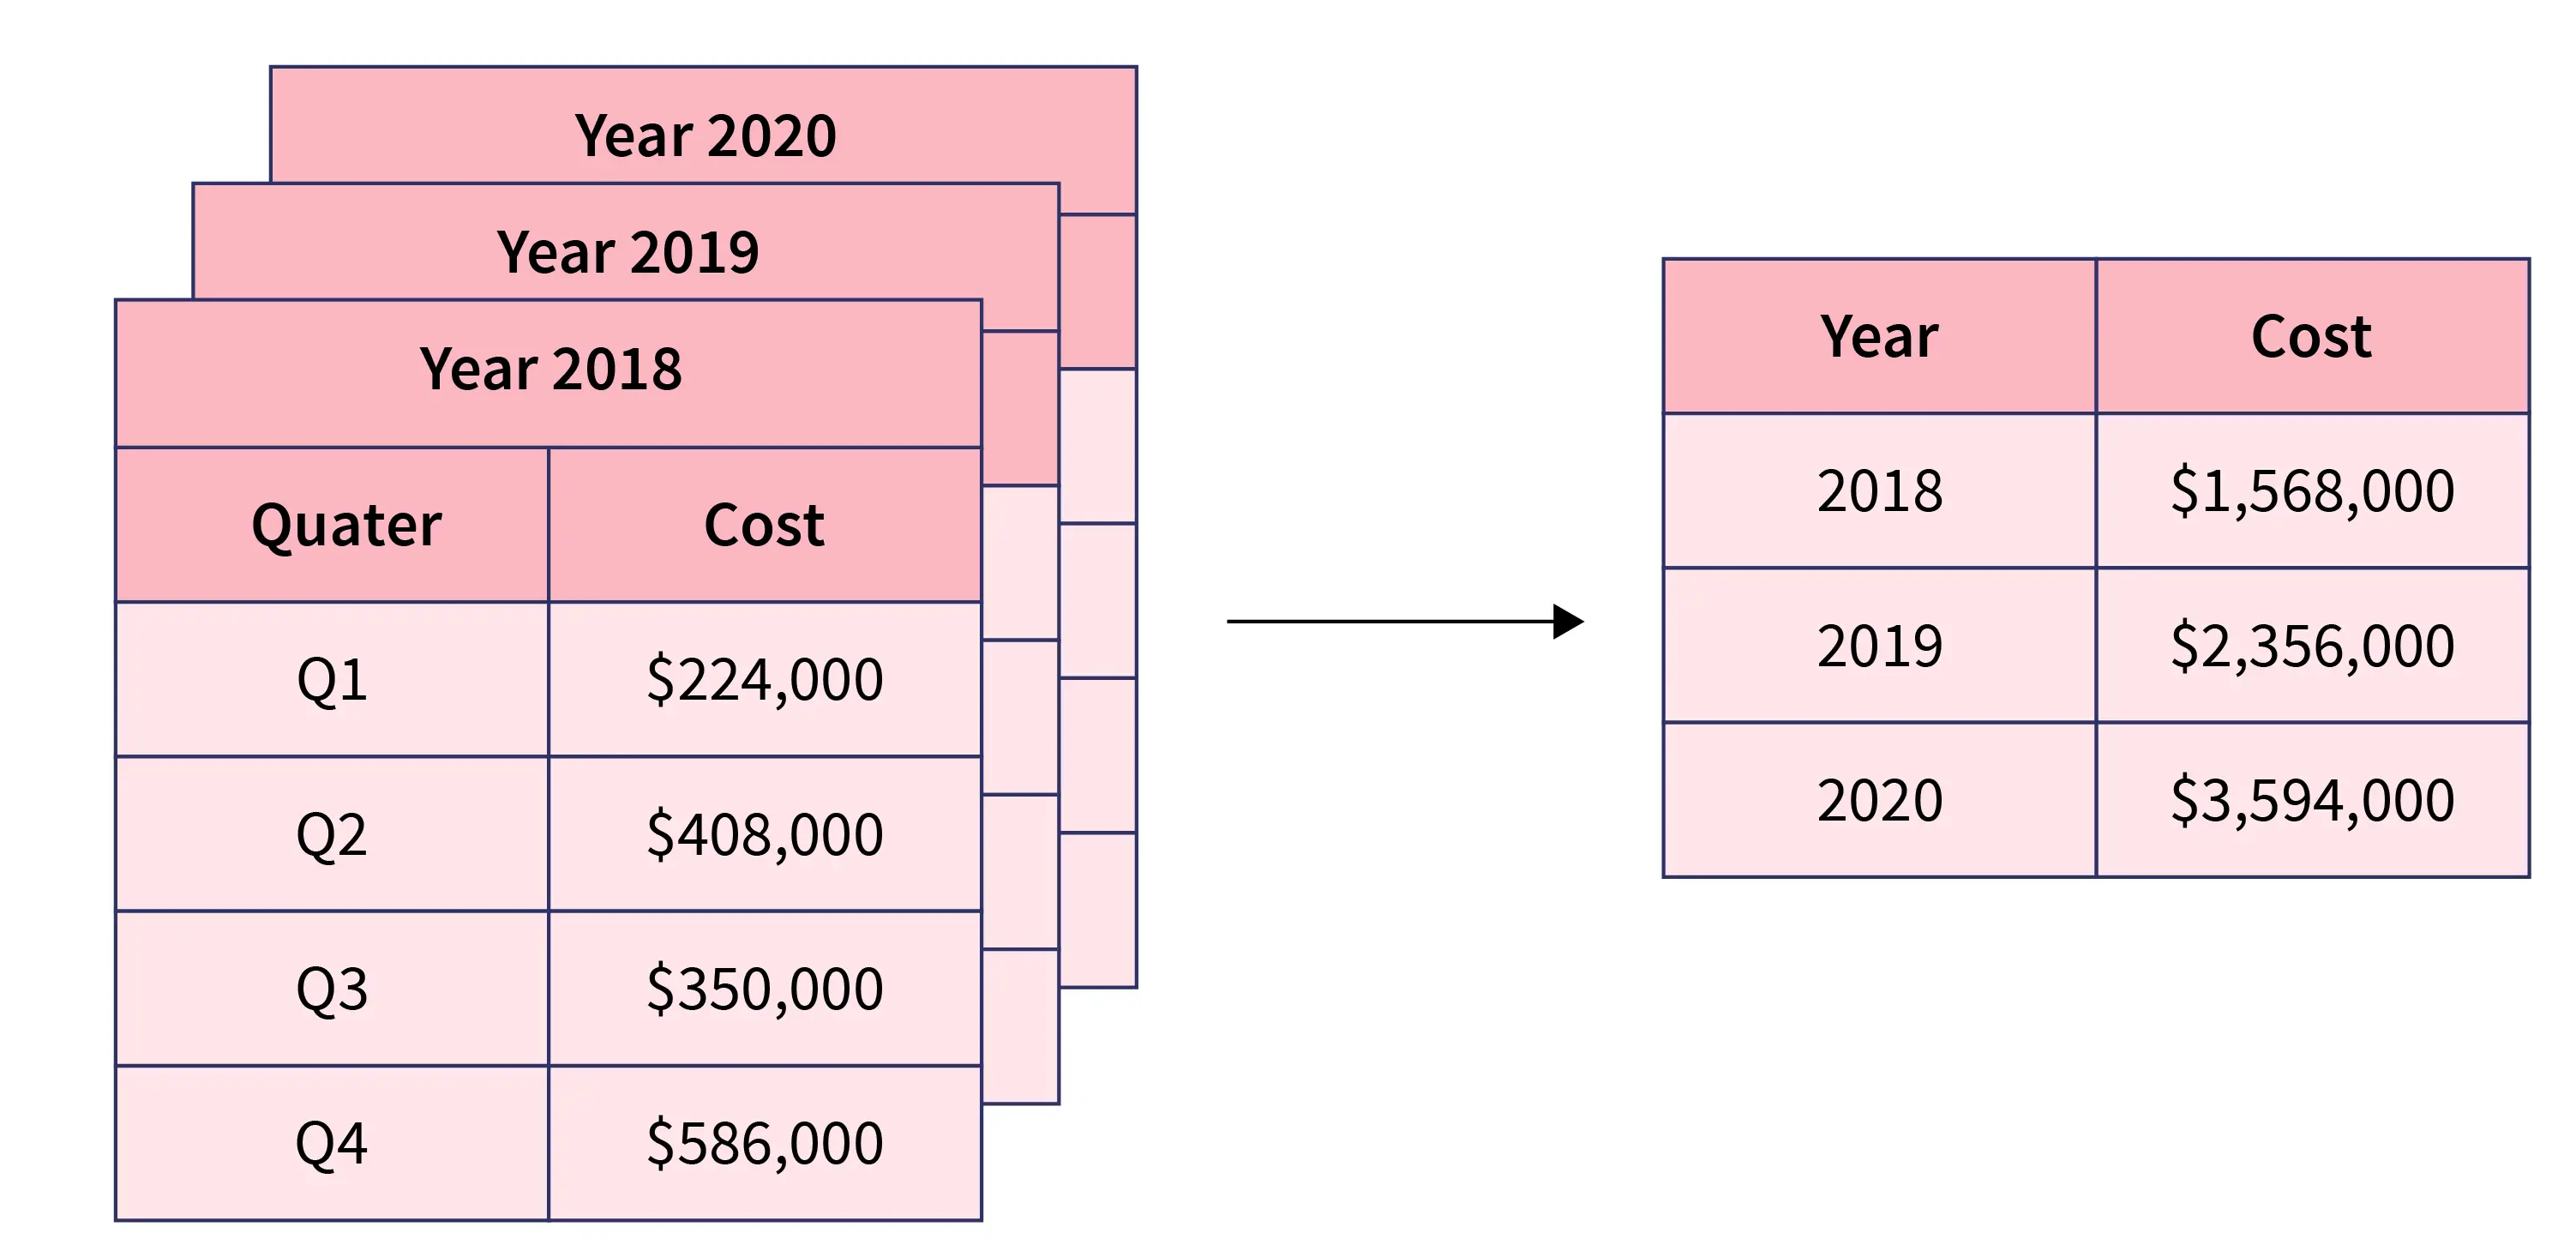 Year 2020
Year 2019
Year 2018
Quater Cost
Q1 $224,000
Q2 $408,000
Q3 $350,000
Q4 $586,000
Year Cost
2018 $1,568,000
2019 $2,356,000
2020 $3,594,000